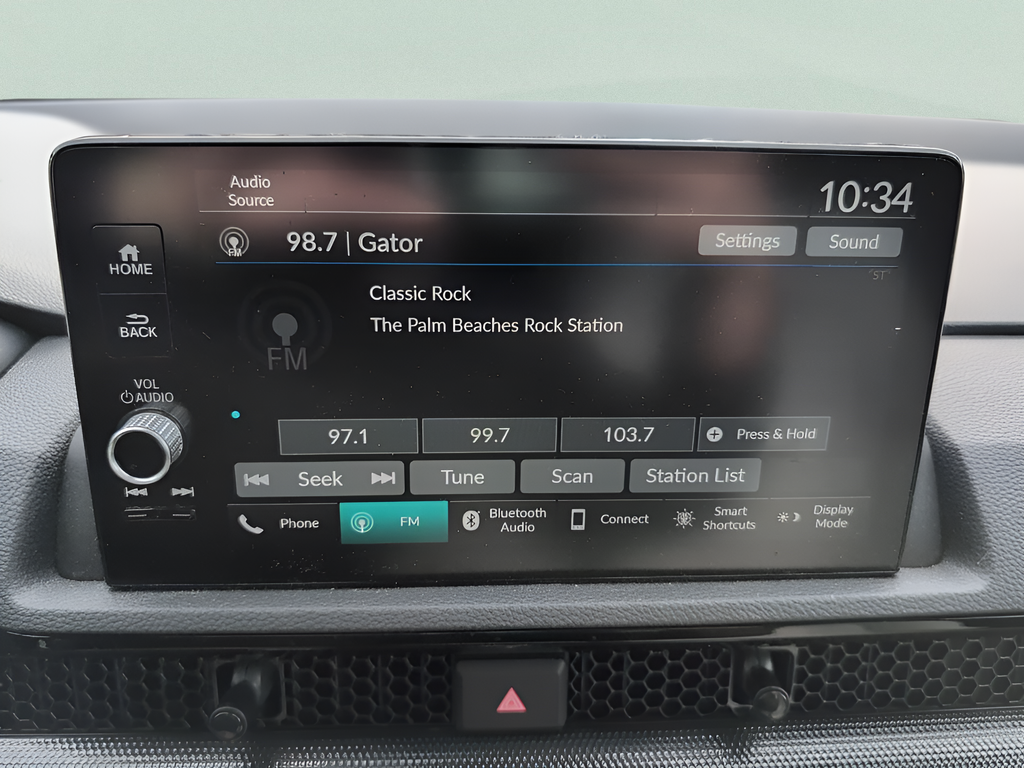 Audio
Source
10:34
FM
98.7 | Gator
Settings
Sound
HOME
"ST"
Classic Rock
BACK
The Palm Beaches Rock Station
FM
VOL
AUDIO
97.1
99.7
103.7
Press & Hold
Seek
Tune
Scan
Station List
Phone
FM
Bluetooth
Audio
Connect
Smart
Shortcuts
Display
Mode